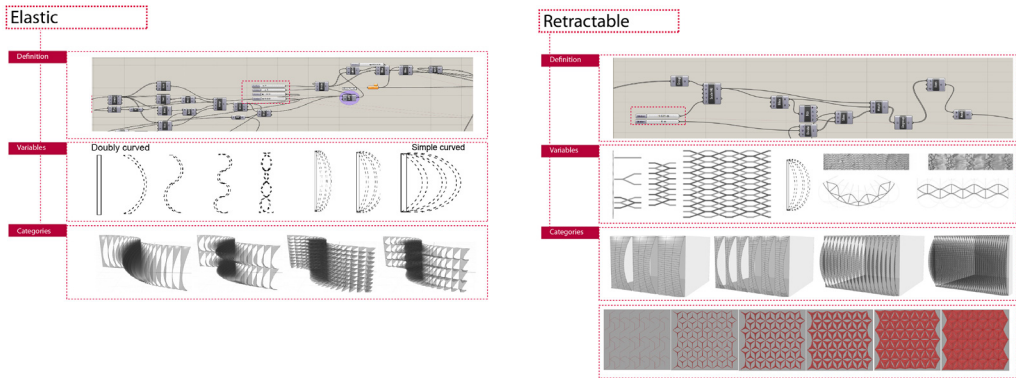 Elastic
Definition
Variables
Doubly curved
Simple curved
Categories
Retractable
Definition
Variables
Categories